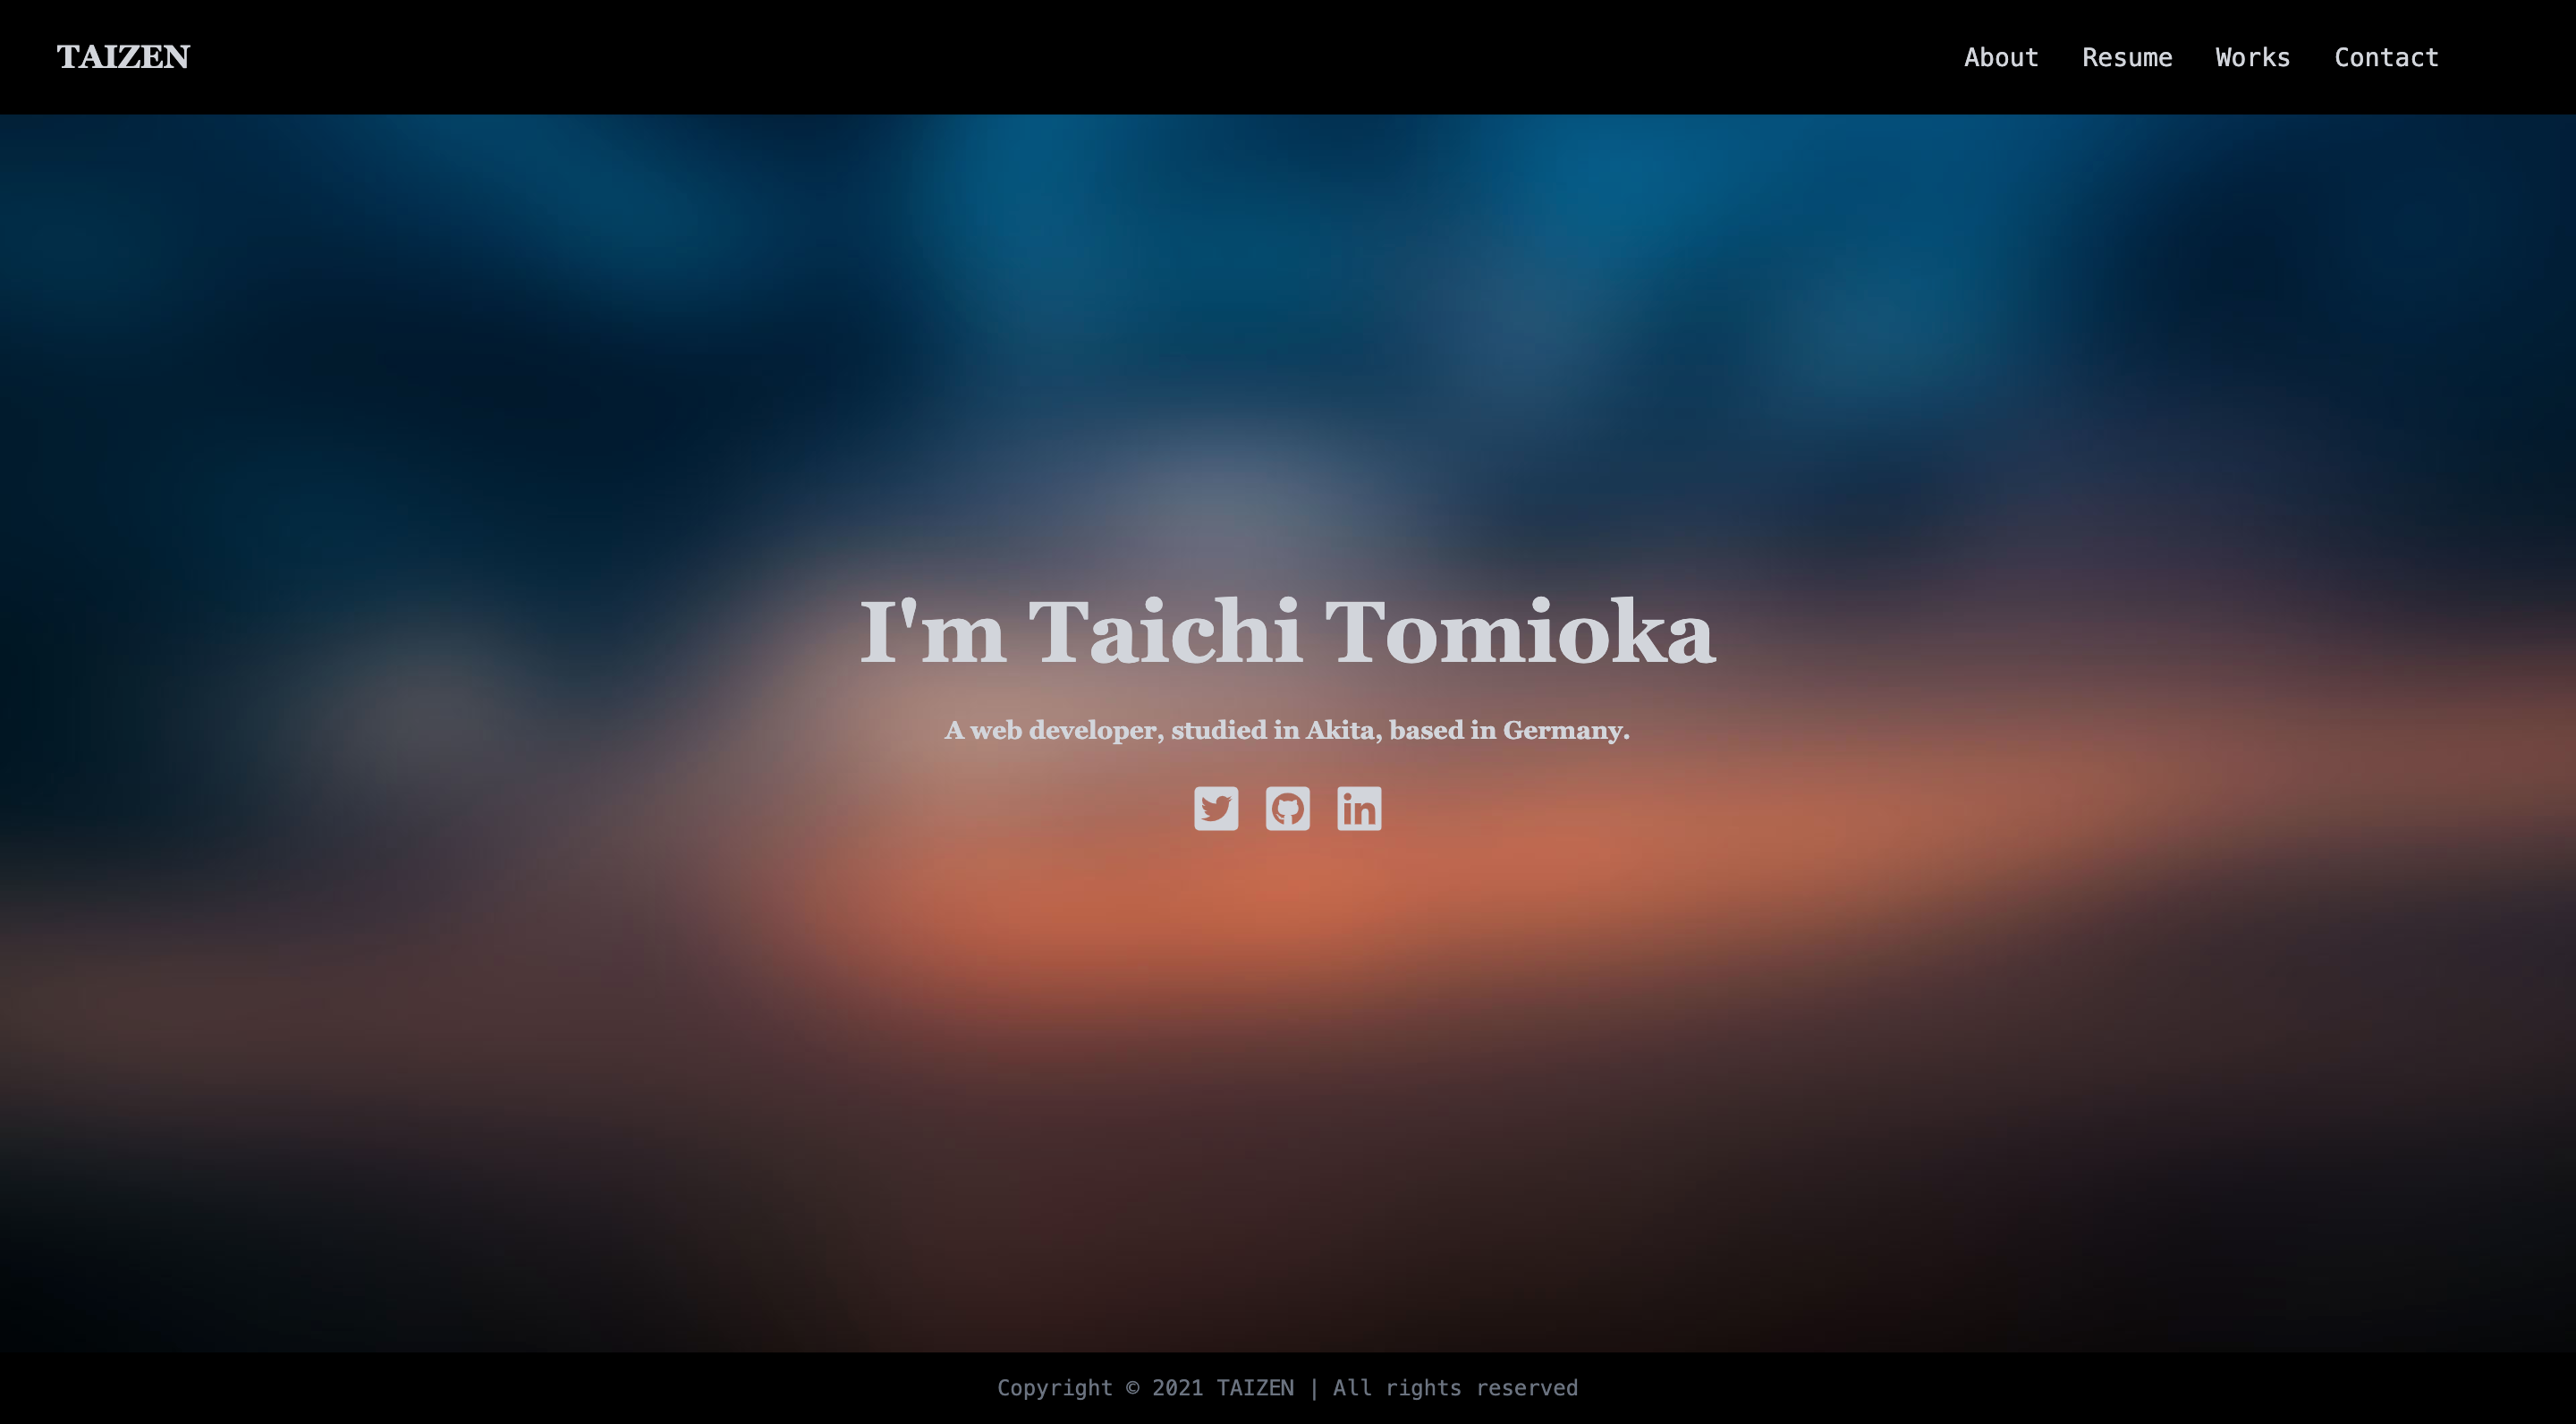 TAIZEN
About Resume Works Contact
I'm Taichi Tomioka
A web developer, studied in Akita, based in Germany.
in
Copyright © 2021 TAIZEN | All rights reserved